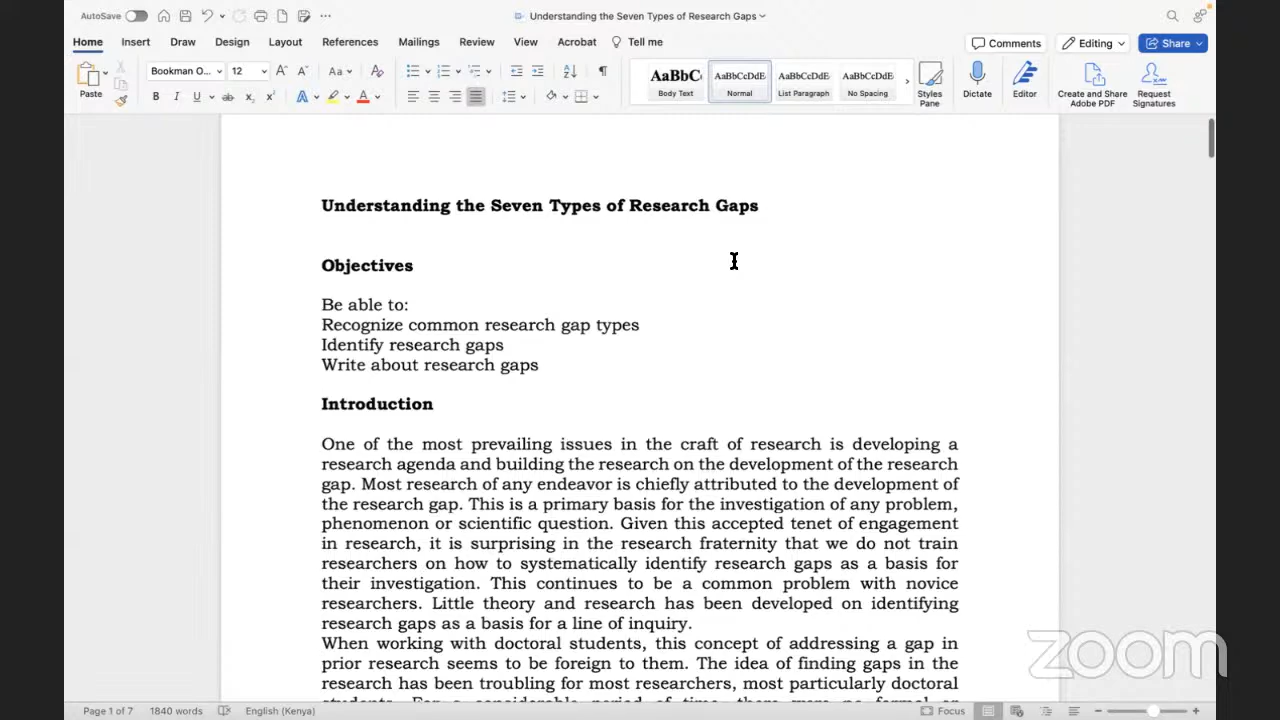 AutoSave
Understanding the Seven Types of Research Gaps
Home Insert Draw Design Layout References Mailings Review View Acrobat Tell me
Comments Editing Share
Paste
Bookman O... 12
Aa
B I U ab x₂ x²
A A
AaBbC AaBbCcDdE AaBbCcDdE AaBbCcDdE
Body Text Normal List Paragraph No Spacing
Styles Pane
Dictate
Editor
Create and Share Adobe PDF
Request Signatures
Understanding the Seven Types of Research Gaps
Objectives
Be able to:
Recognize common research gap types
Identify research gaps
Write about research gaps
Introduction
One of the most prevailing issues in the craft of research is developing a
research agenda and building the research on the development of the research
gap. Most research of any endeavor is chiefly attributed to the development of
the research gap. This is a primary basis for the investigation of any problem,
phenomenon or scientific question. Given this accepted tenet of engagement
in research, it is surprising in the research fraternity that we do not train
researchers on how to systematically identify research gaps as a basis for
their investigation. This continues to be a common problem with novice
researchers. Little theory and research has been developed on identifying
research gaps as a basis for a line of inquiry.
When working with doctoral students, this concept of addressing a gap in
prior research seems to be foreign to them. The idea of finding gaps in the
research has been troubling for most researchers, most particularly doctoral
zoom
Page 1 of 7 1840 words English (Kenya) Focus